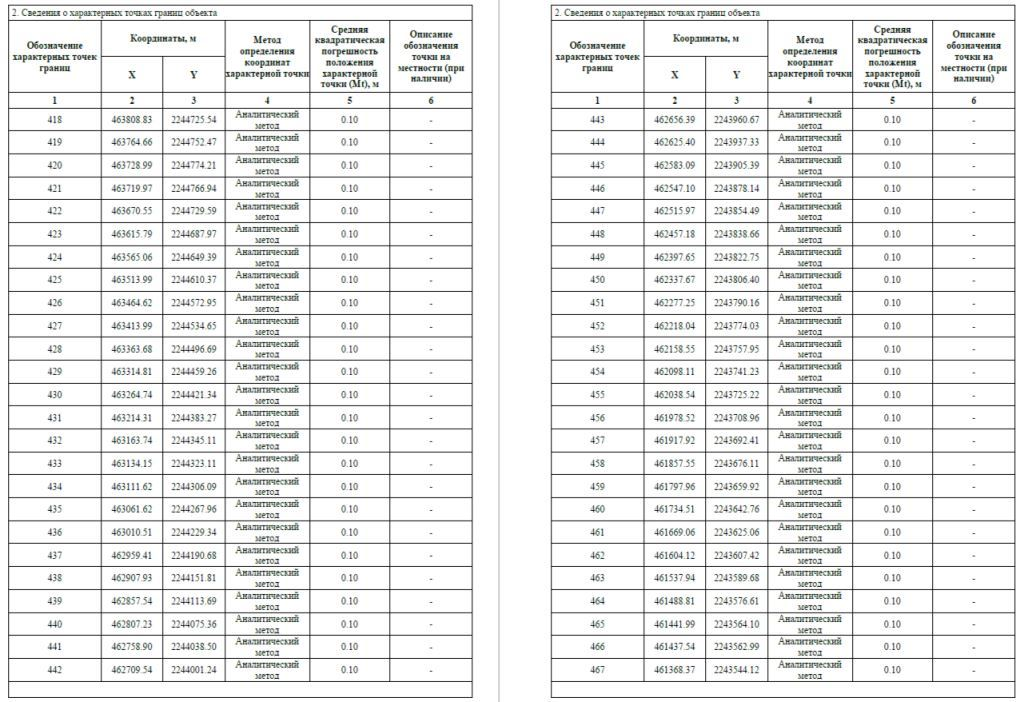 2. Сведения о характерных точках границ объекта
Обозначение характерных точек границ
Координаты, м
X
Y
Метод определения координат характерной точки
Средняя квадратическая погрешность положения характерной точки (Mt), м
Описание обозначения точки на местности (при наличии)
1 2 3 4 5 6
418 463808.83 2244725.54 Аналитический метод 0.10 -
419 463764.66 2244752.47 Аналитический метод 0.10 -
420 463728.99 2244774.21 Аналитический метод 0.10 -
421 463719.97 2244766.94 Аналитический метод 0.10 -
422 463670.55 2244729.59 Аналитический метод 0.10 -
423 463615.79 2244687.97 Аналитический метод 0.10 -
424 463565.06 2244649.39 Аналитический метод 0.10 -
425 463513.99 2244610.37 Аналитический метод 0.10 -
426 463464.62 2244572.95 Аналитический метод 0.10 -
427 463413.99 2244534.65 Аналитический метод 0.10 -
428 463363.68 2244496.69 Аналитический метод 0.10 -
429 463314.81 2244459.26 Аналитический метод 0.10 -
430 463264.74 2244421.34 Аналитический метод 0.10 -
431 463214.31 2244383.27 Аналитический метод 0.10 -
432 463163.74 2244345.11 Аналитический метод 0.10 -
433 463134.15 2244323.11 Аналитический метод 0.10 -
434 463111.62 2244306.09 Аналитический метод 0.10 -
435 463061.62 2244267.96 Аналитический метод 0.10 -
436 463010.51 2244229.34 Аналитический метод 0.10 -
437 462959.41 2244190.68 Аналитический метод 0.10 -
438 462907.93 2244151.81 Аналитический метод 0.10 -
439 462857.54 2244113.69 Аналитический метод 0.10 -
440 462807.23 2244075.36 Аналитический метод 0.10 -
441 462758.90 2244038.50 Аналитический метод 0.10 -
442 462709.54 2244001.24 Аналитический метод 0.10 -
2. Сведения о характерных точках границ объекта
Обозначение характерных точек границ
Координаты, м
X
Y
Метод определения координат характерной точки
Средняя квадратическая погрешность положения характерной точки (Mt), м
Описание обозначения точки на местности (при наличии)
1 2 3 4 5 6
443 462656.39 2243960.67 Аналитический метод 0.10 -
444 462625.40 2243937.33 Аналитический метод 0.10 -
445 462583.09 2243905.39 Аналитический метод 0.10 -
446 462547.10 2243878.14 Аналитический метод 0.10 -
447 462515.97 2243854.49 Аналитический метод 0.10 -
448 462457.18 2243838.66 Аналитический метод 0.10 -
449 462397.65 2243822.75 Аналитический метод 0.10 -
450 462337.67 2243806.40 Аналитический метод 0.10 -
451 462277.25 2243790.16 Аналитический метод 0.10 -
452 462218.04 2243774.03 Аналитический метод 0.10 -
453 462158.55 2243757.95 Аналитический метод 0.10 -
454 462098.11 2243741.23 Аналитический метод 0.10 -
455 462038.54 2243725.22 Аналитический метод 0.10 -
456 461978.52 2243708.96 Аналитический метод 0.10 -
457 461917.92 2243692.41 Аналитический метод 0.10 -
458 461857.55 2243676.11 Аналитический метод 0.10 -
459 461797.96 2243659.92 Аналитический метод 0.10 -
460 461734.51 2243642.76 Аналитический метод 0.10 -
461 461669.06 2243625.06 Аналитический метод 0.10 -
462 461604.12 2243607.42 Аналитический метод 0.10 -
463 461537.94 2243589.68 Аналитический метод 0.10 -
464 461488.81 2243576.61 Аналитический метод 0.10 -
465 461441.99 2243564.10 Аналитический метод 0.10 -
466 461437.54 2243562.99 Аналитический метод 0.10 -
467 461368.37 2243544.12 Аналитический метод 0.10 -